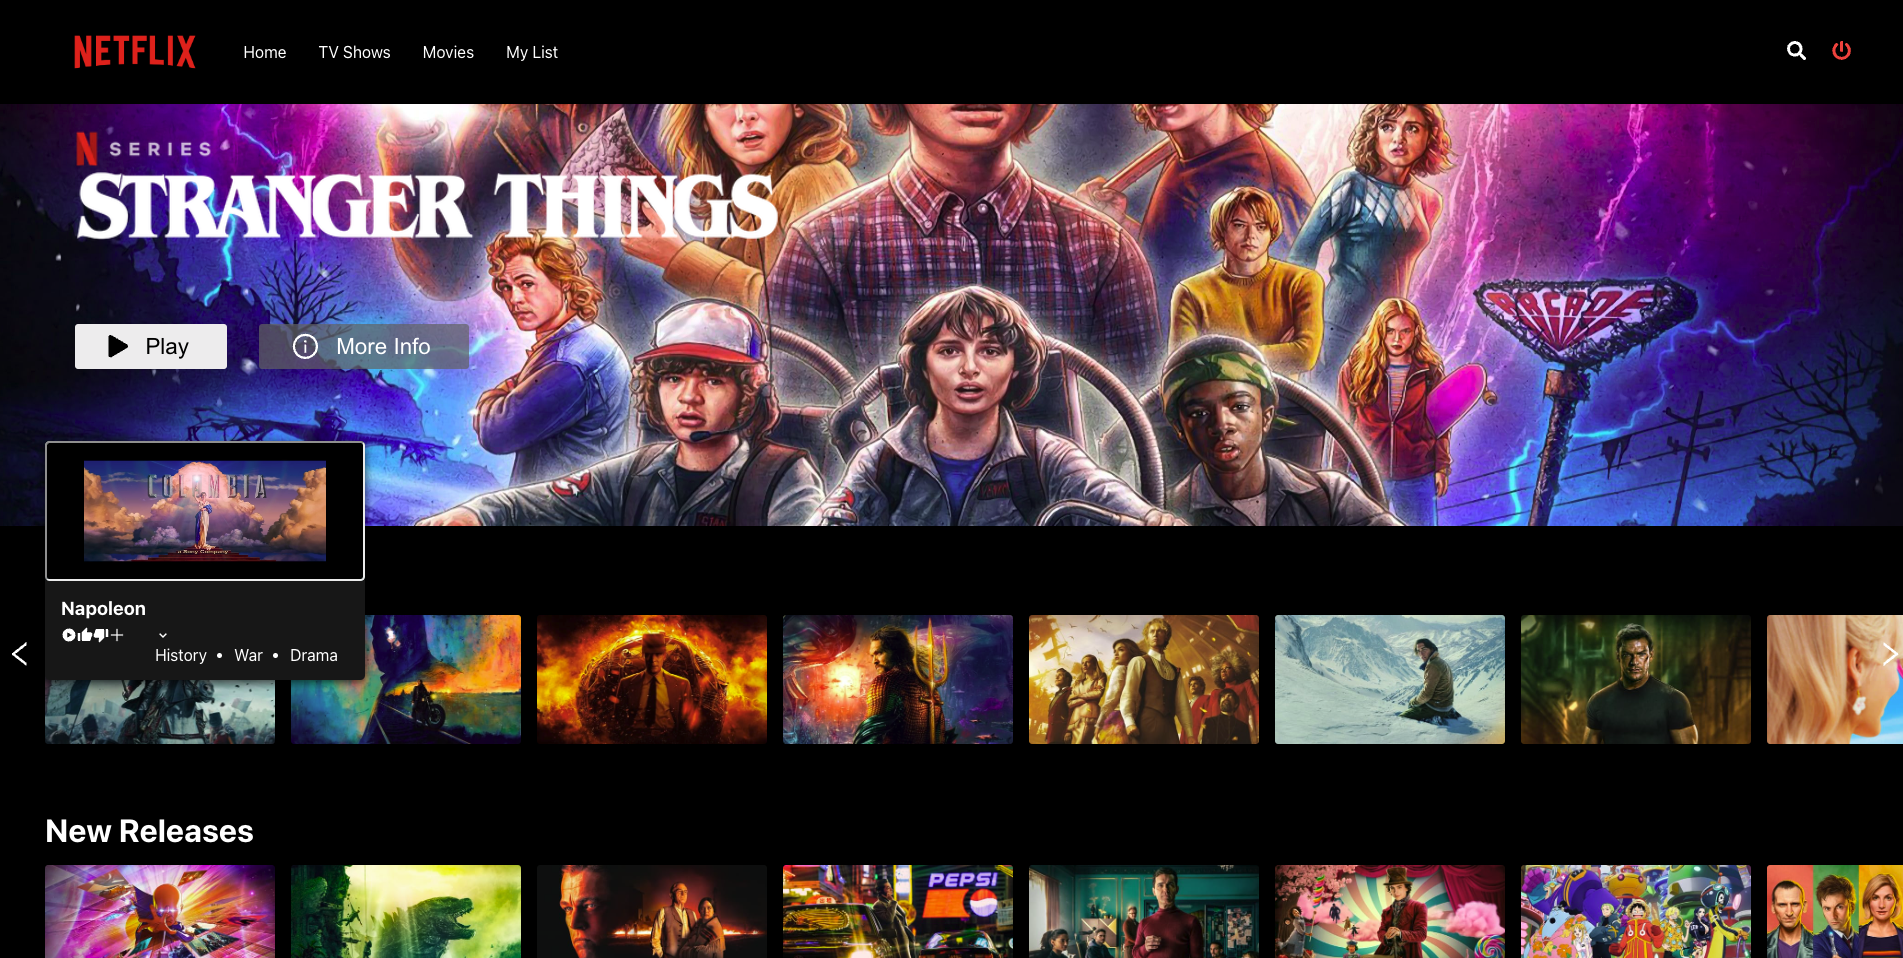 NETFLIX
Home
TV Shows
Movies
My List
N SERIES
STRANGER THINGS
ARCADE
Play
More Info
COLUMBIA
a Sony Company
Napoleon
History • War • Drama
New Releases
PEPSI